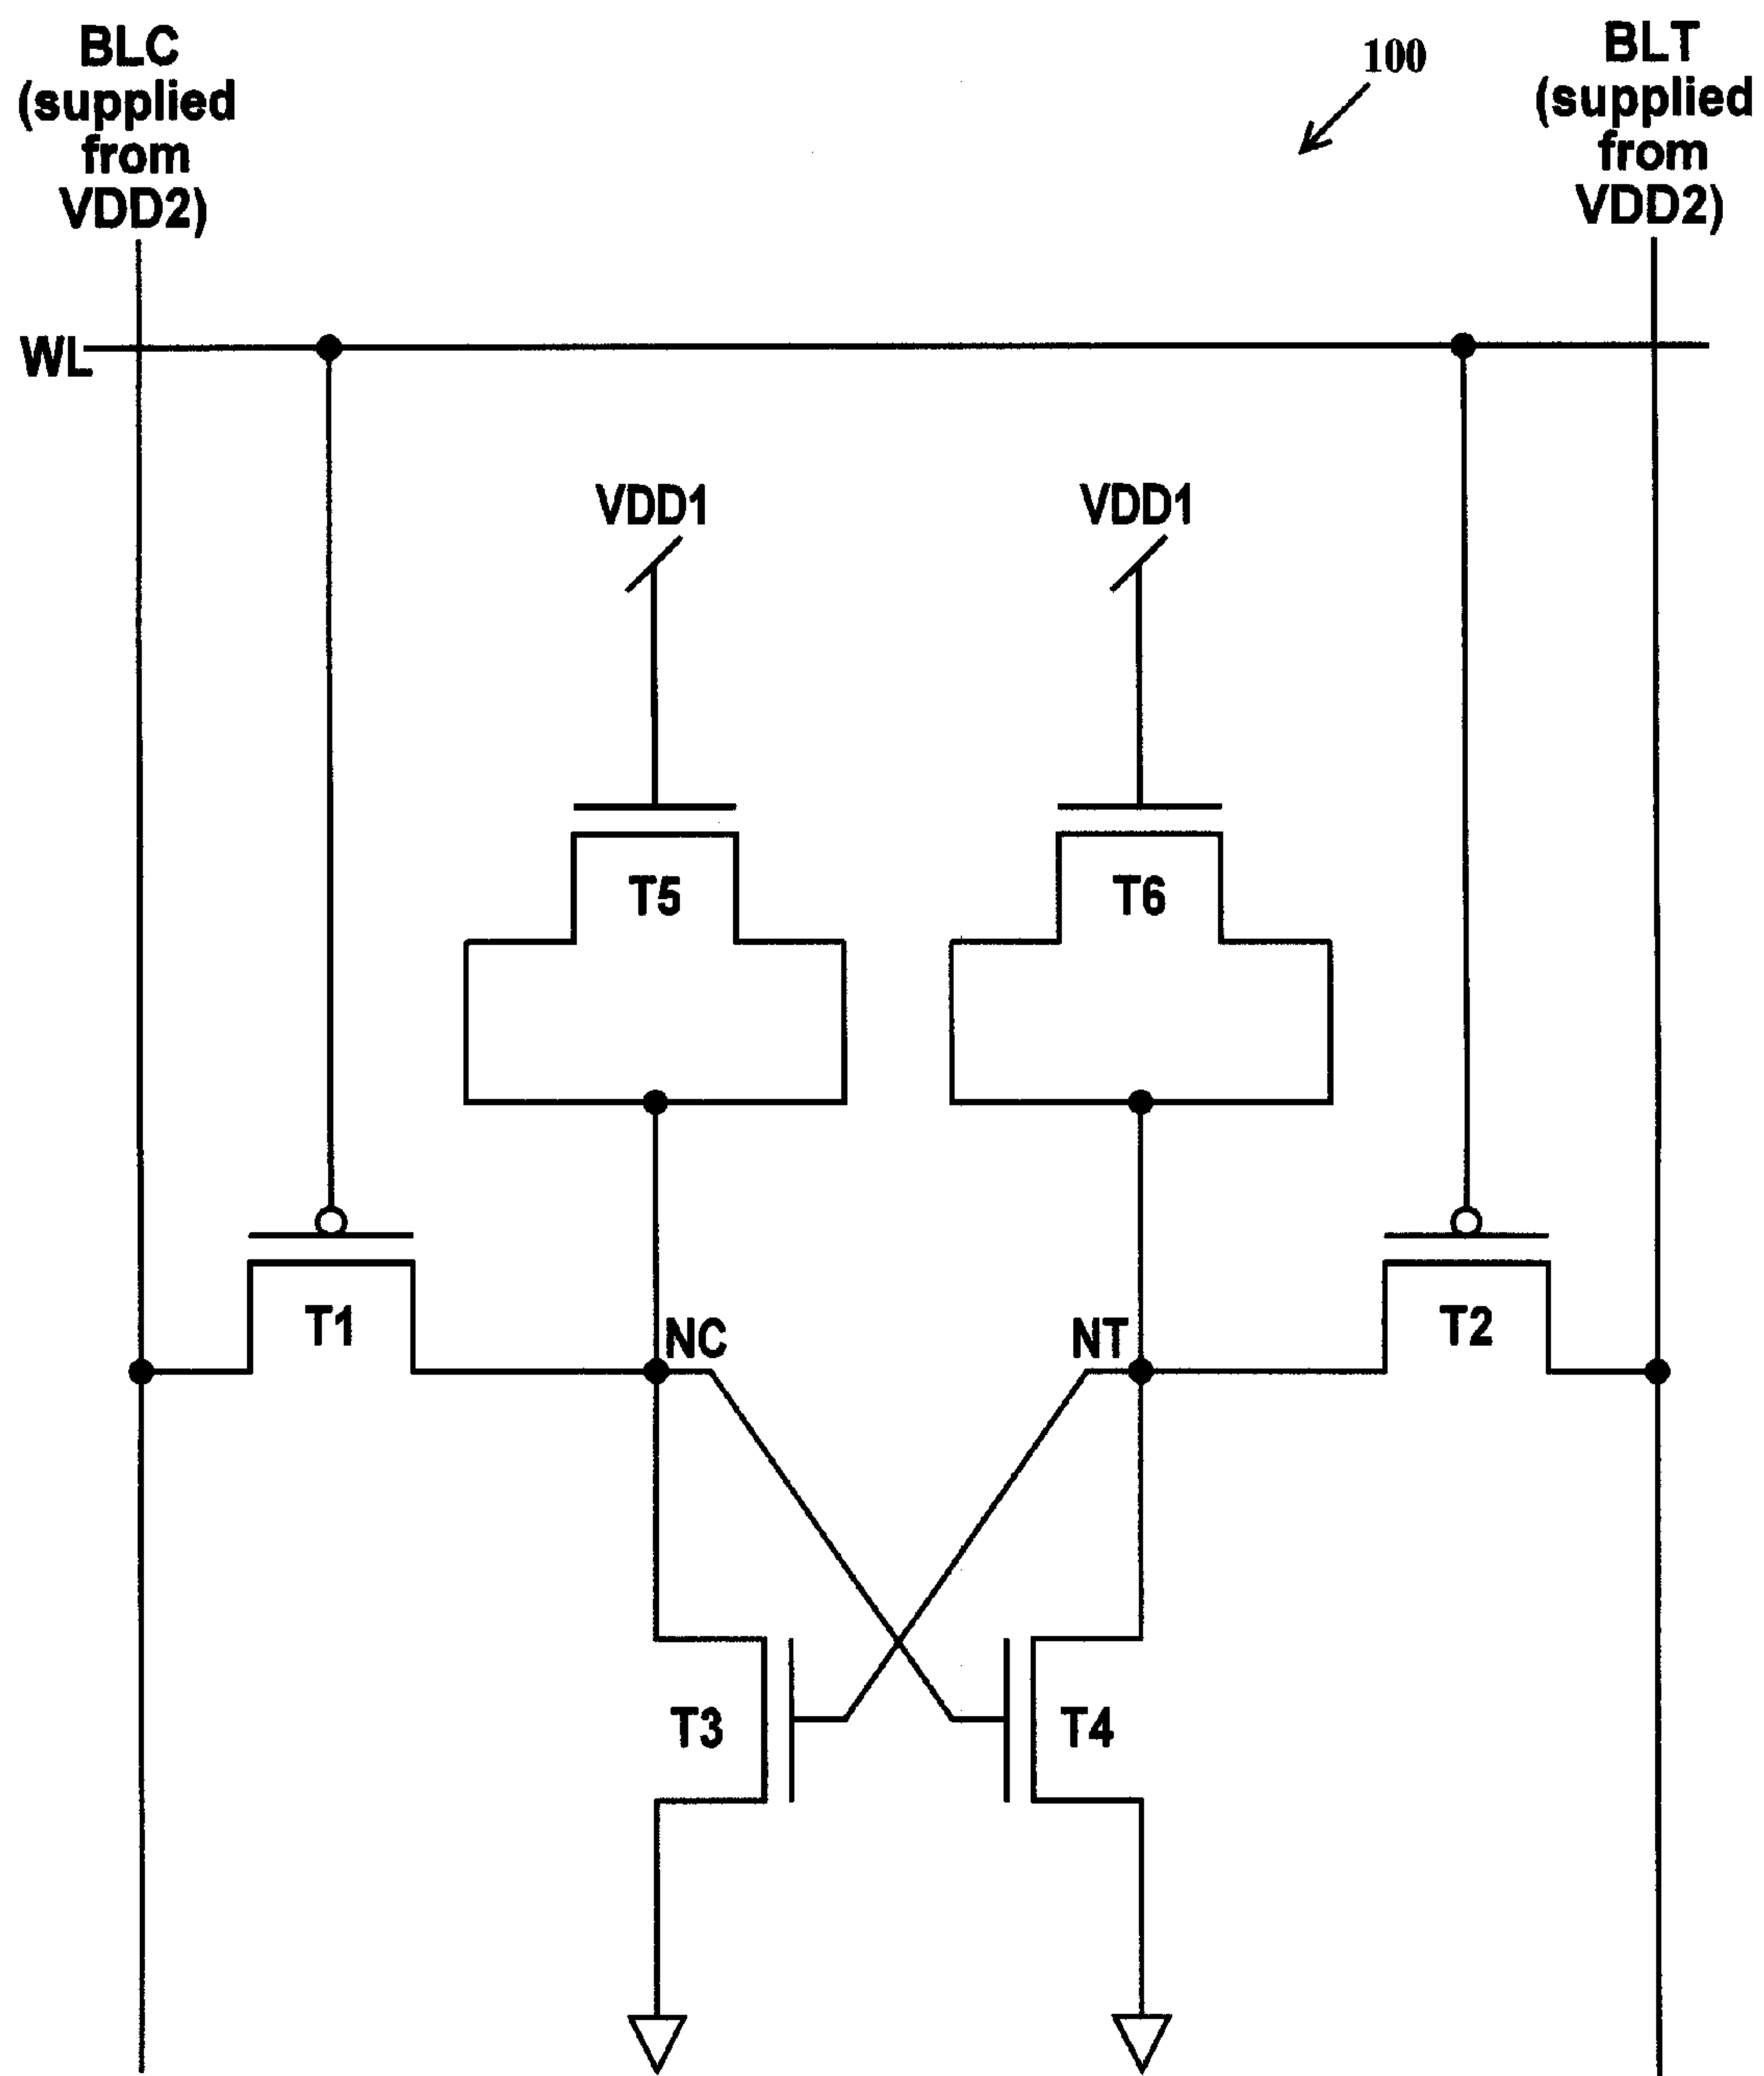 BLC
(supplied
from
VDD2)
100
BLT
(supplied
from
VDD2)
WL
VDD1
VDD1
T5
T6
T1
NC
NT
T2
T3
T4